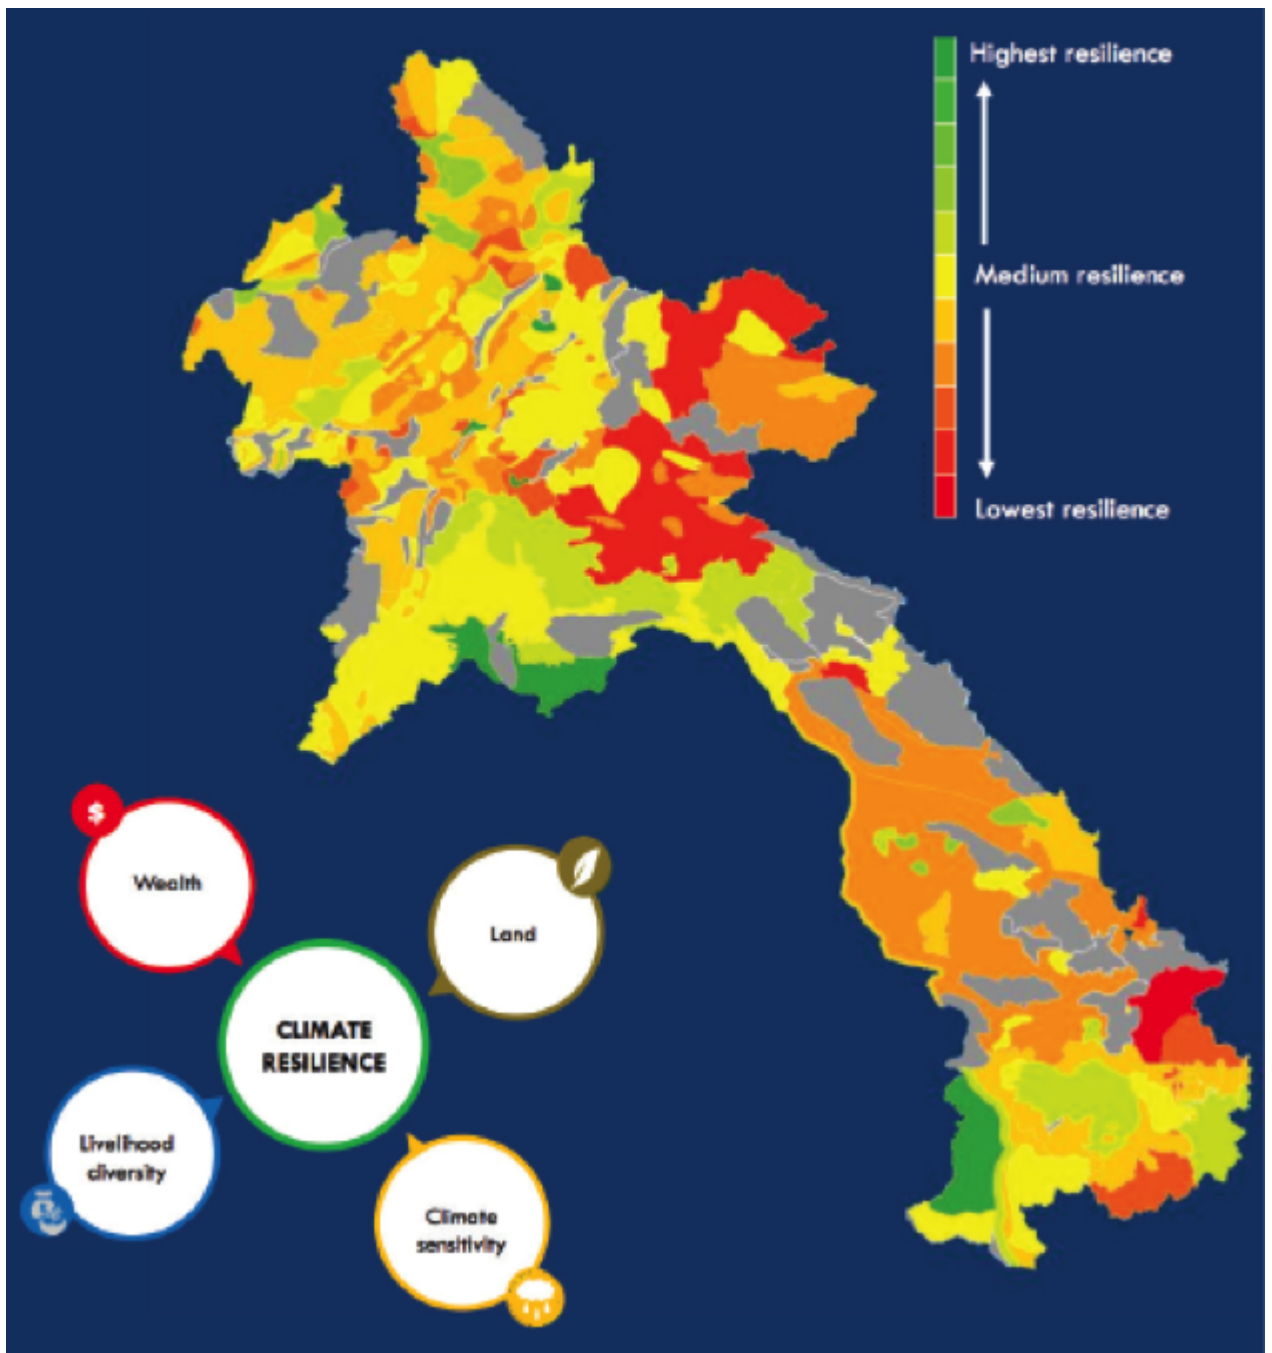 Highest resilience
Medium resilience
Lowest resilience
$
Wealth
Land
CLIMATE
RESILIENCE
Livelihood
diversity
Climate
sensitivity